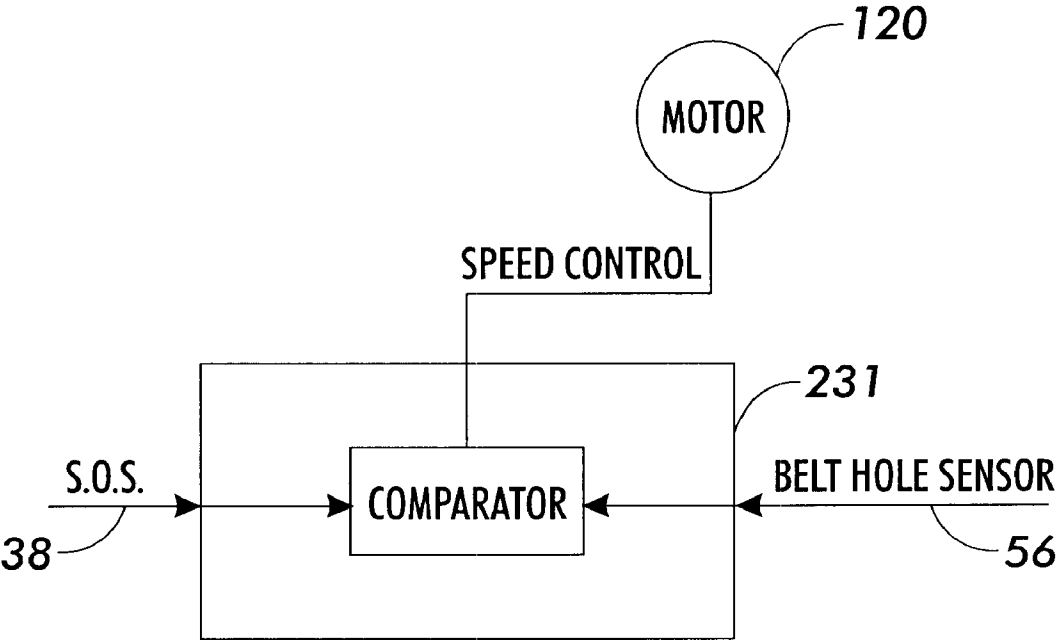 120
MOTOR
SPEED CONTROL
231
S.O.S.
BELT HOLE SENSOR
COMPARATOR
38
56